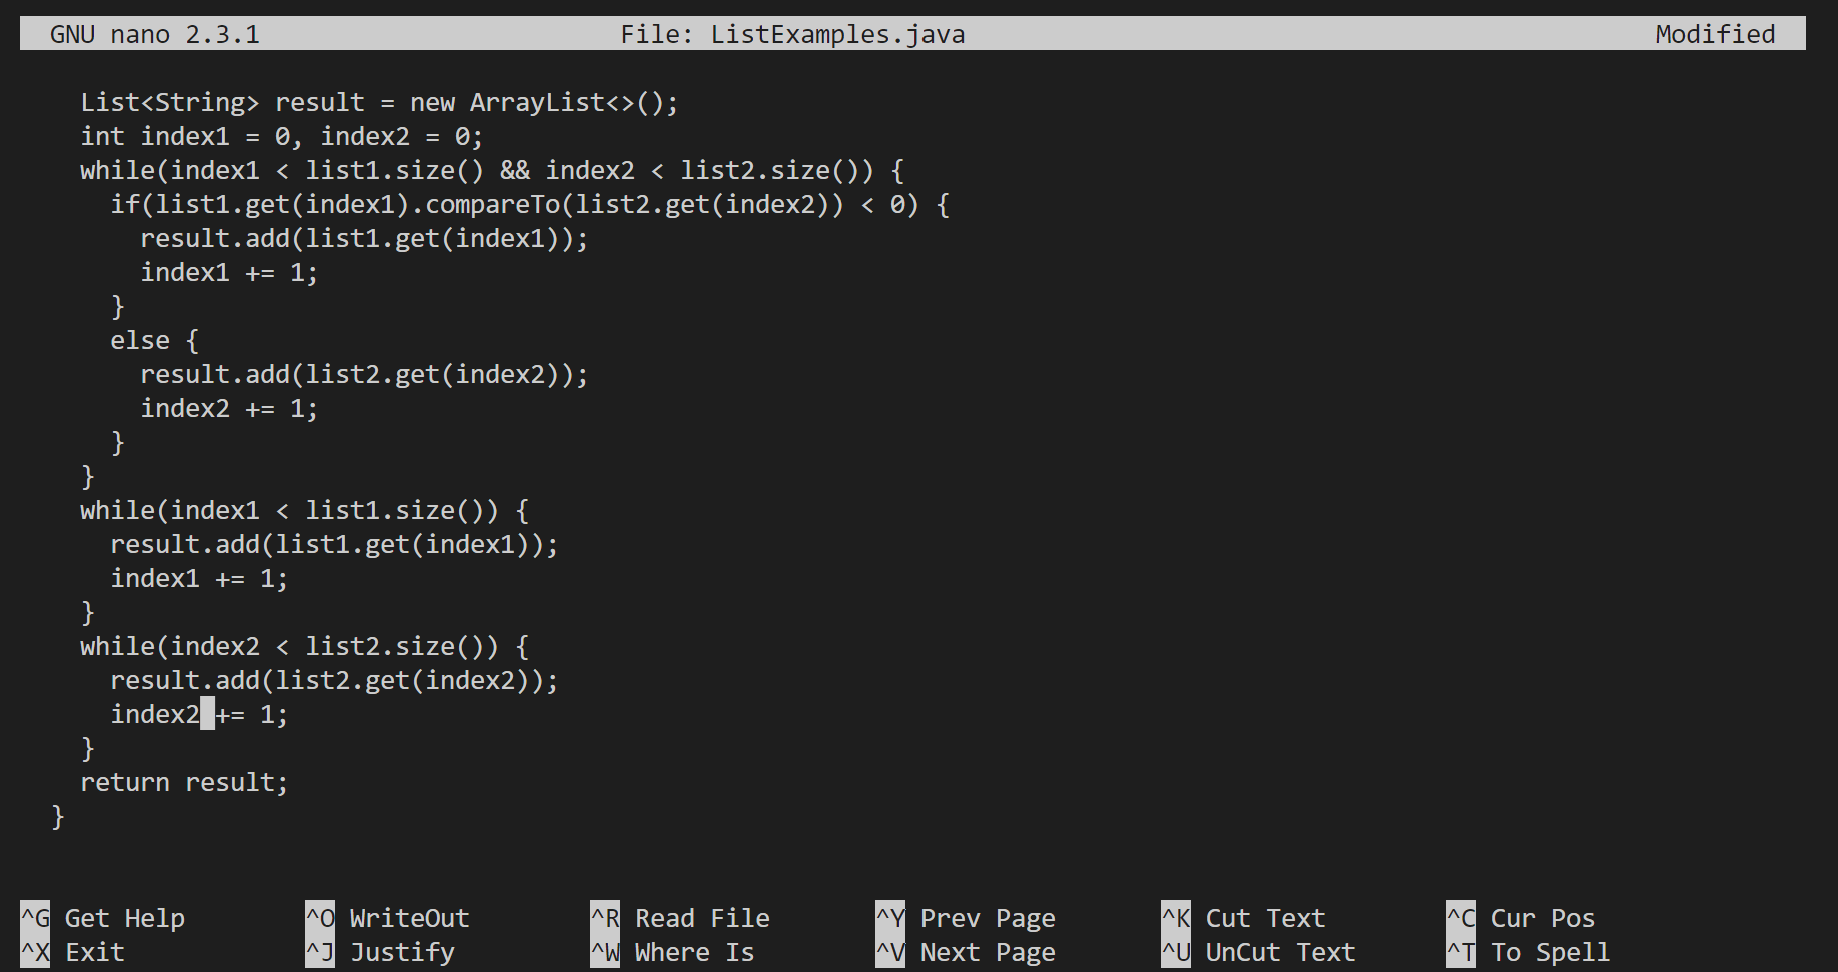 GNU nano 2.3.1 File: ListExamples.java Modified
List<String> result = new ArrayList<>();
int index1 = 0, index2 = 0;
while(index1 < list1.size() && index2 < list2.size()) {
if(list1.get(index1).compareTo(list2.get(index2)) < 0) {
result.add(list1.get(index1));
index1 += 1;
}
else {
result.add(list2.get(index2));
index2 += 1;
}
}
while(index1 < list1.size()) {
result.add(list1.get(index1));
index1 += 1;
}
while(index2 < list2.size()) {
result.add(list2.get(index2));
index2 += 1;
}
return result;
}
^G Get Help ^O WriteOut ^R Read File ^Y Prev Page ^K Cut Text ^C Cur Pos
^X Exit ^J Justify ^W Where Is ^V Next Page ^U UnCut Text ^T To Spell